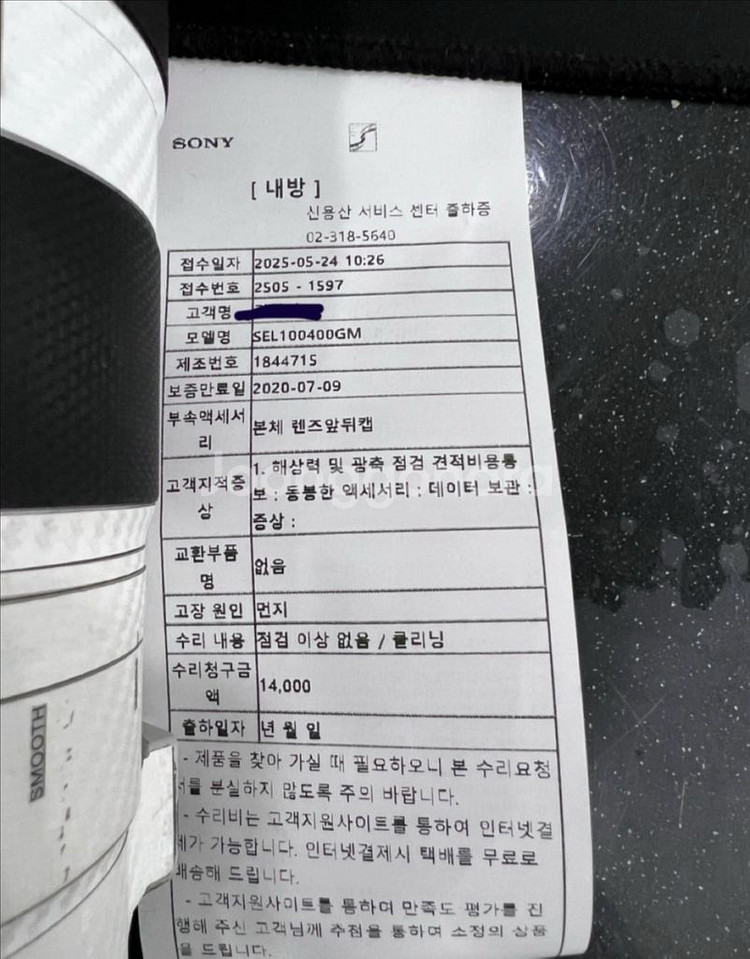 SONY
[ 내방 ]
신용산 서비스 센터 출하증
02-318-5640
접수일자 2025-05-24 10:26
접수번호 2505 - 1597
고객명
모델명 SEL100400GM
제조번호 1844715
보증만료일 2020-07-09
부속액세서리 본체 렌즈앞뒤캡
고객지적증상 1. 해상력 및 광축 점검 견적비용통
보 : 동봉한 액세서리 : 데이터 보관 :
증상 :
교환부품명 없음
고장 원인 먼지
수리 내용 점검 이상 없음 / 클리닝
수리청구금액 14,000
출하일자 년 월 일
- 제품을 찾아 가실 때 필요하오니 본 수리요청
를 분실하지 않도록 주의 바랍니다.
- 수리비는 고객지원사이트를 통하여 인터넷결
제가 가능합니다. 인터넷결제시 택배를 무료로
배송해 드립니다.
- 고객지원사이트를 통하여 만족도 평가를 진
행해 주신 고객님께 추첨을 통하여 소정의 상품
을 드립니다.
SMOOTH